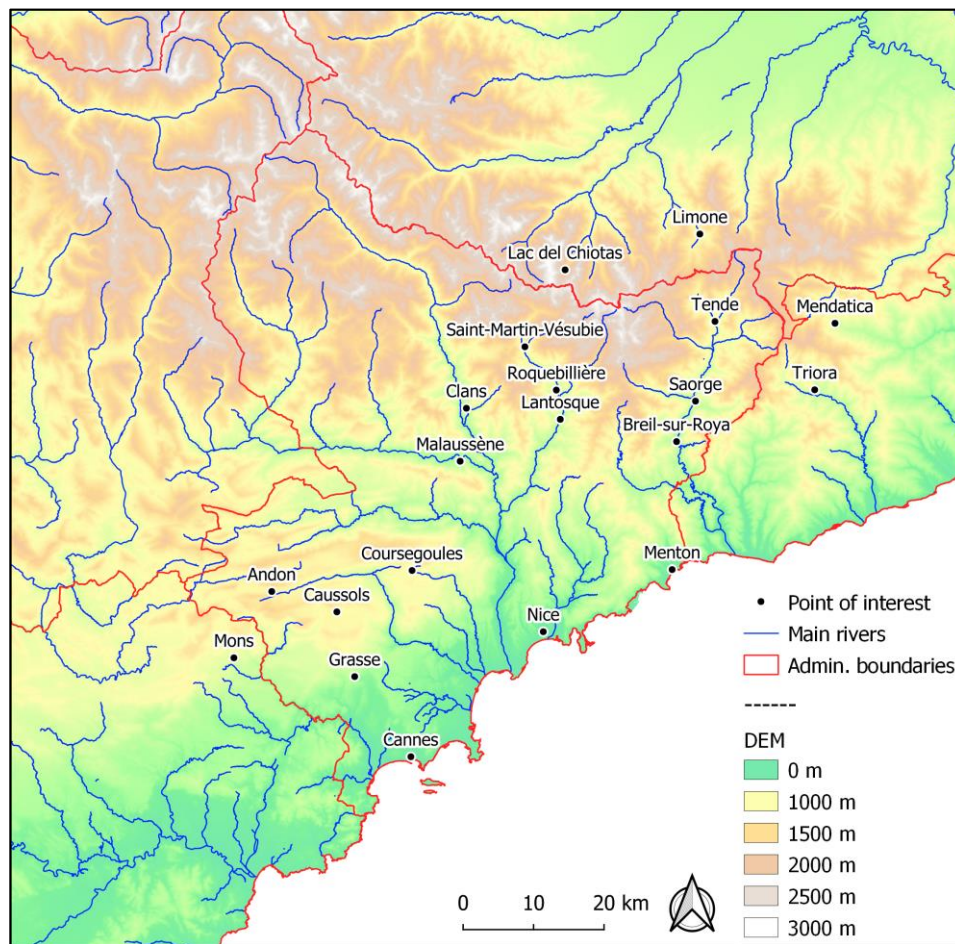 Limone
Lac del Chiotas
Tende
Mendatica
Saint-Martin-Vésubie
Roquebillière
Triora
Clans
Lantosque
Saorge
Breil-sur-Roya
Malaussène
Coursegoules
Menton
Andon
Caussols
Nice
Mons
Grasse
Cannes
Point of interest
Main rivers
Admin. boundaries
------
DEM
0 m
1000 m
1500 m
2000 m
2500 m
3000 m
0 10 20 km